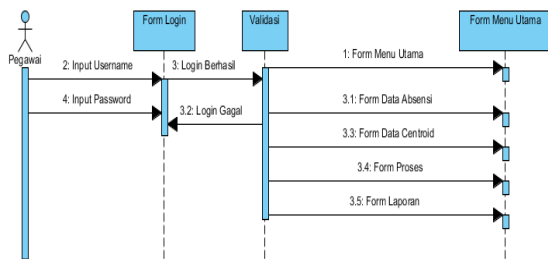 Form Login
Validasi
Form Menu Utama
Pegawai
1: Form Menu Utama
2: Input Username
3: Login Berhasil
4: Input Password
3.1: Form Data Absensi
3.2: Login Gagal
3.3: Form Data Centroid
3.4: Form Proses
3.5: Form Laporan